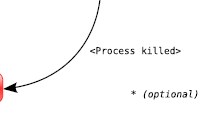 <Process killed>
* (optional)